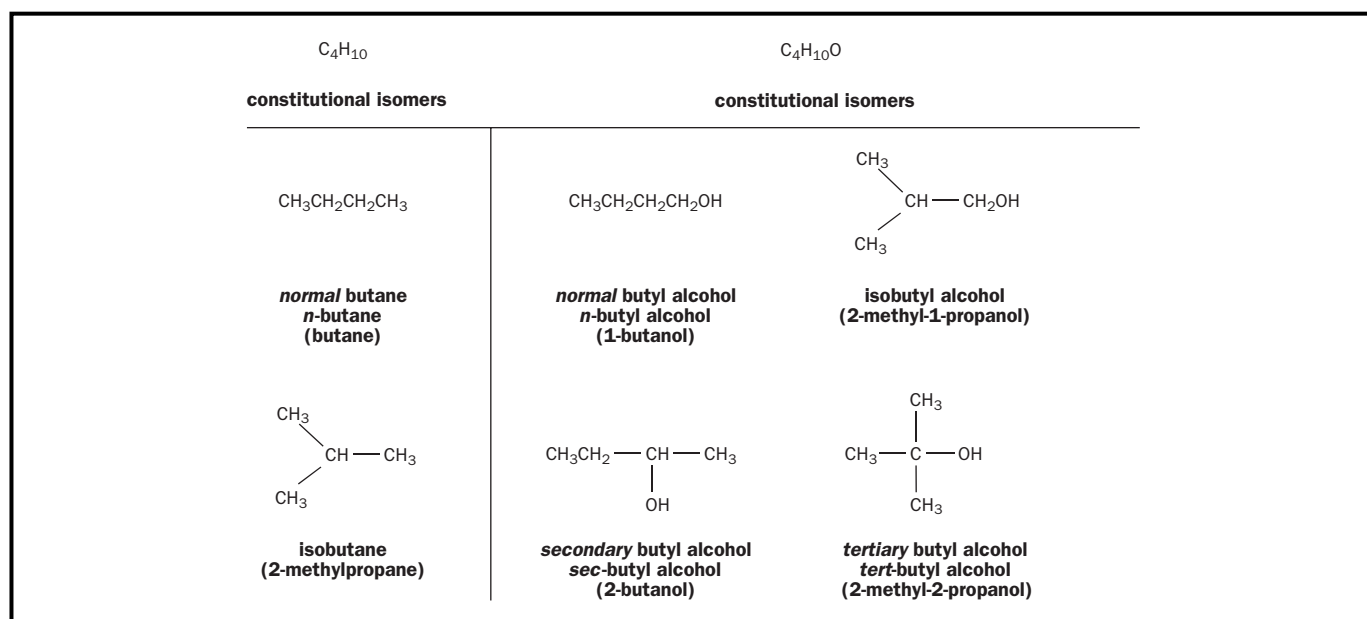 C₄H₁₀
C₄H₁₀O
constitutional isomers
constitutional isomers
CH₃CH₂CH₂CH₃
normal butane
n-butane
(butane)
CH₃CH₂CH₂CH₂OH
normal butyl alcohol
n-butyl alcohol
(1-butanol)
CH₃
CH — CH₂OH
CH₃
isobutyl alcohol
(2-methyl-1-propanol)
CH₃
CH — CH₃
CH₃
isobutane
(2-methylpropane)
CH₃CH₂ — CH — CH₃
OH
secondary butyl alcohol
sec-butyl alcohol
(2-butanol)
CH₃
CH₃ — C — OH
CH₃
tertiary butyl alcohol
tert-butyl alcohol
(2-methyl-2-propanol)